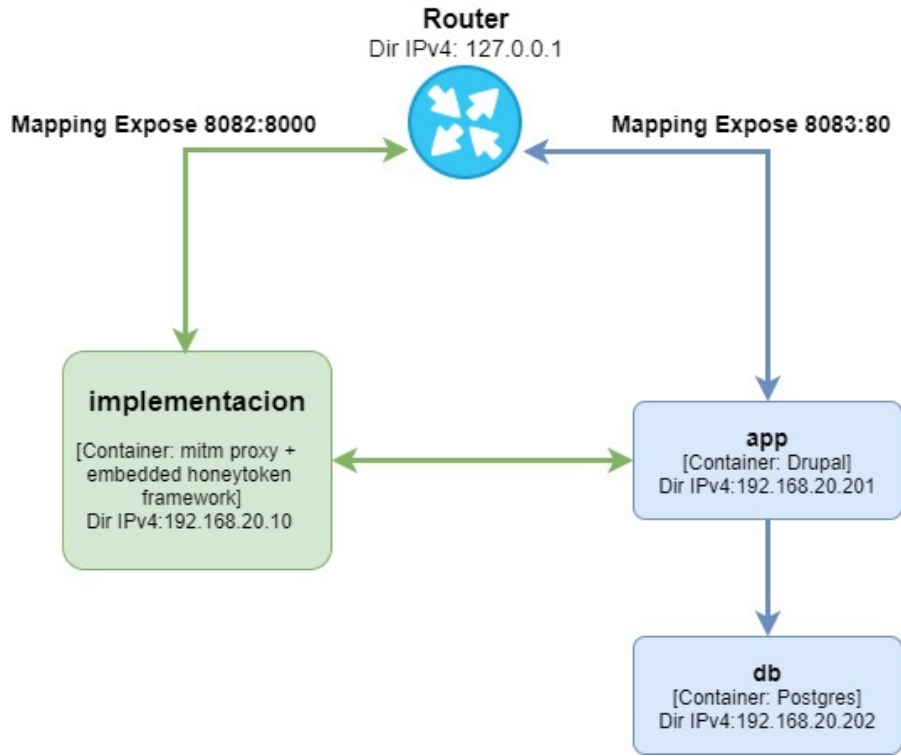 Router
Dir IPv4: 127.0.0.1
Mapping Expose 8082:8000
Mapping Expose 8083:80
implementacion
[Container: mitm proxy +
embedded honeytoken
framework]
Dir IPv4:192.168.20.10
app
[Container: Drupal]
Dir IPv4:192.168.20.201
db
[Container: Postgres]
Dir IPv4:192.168.20.202